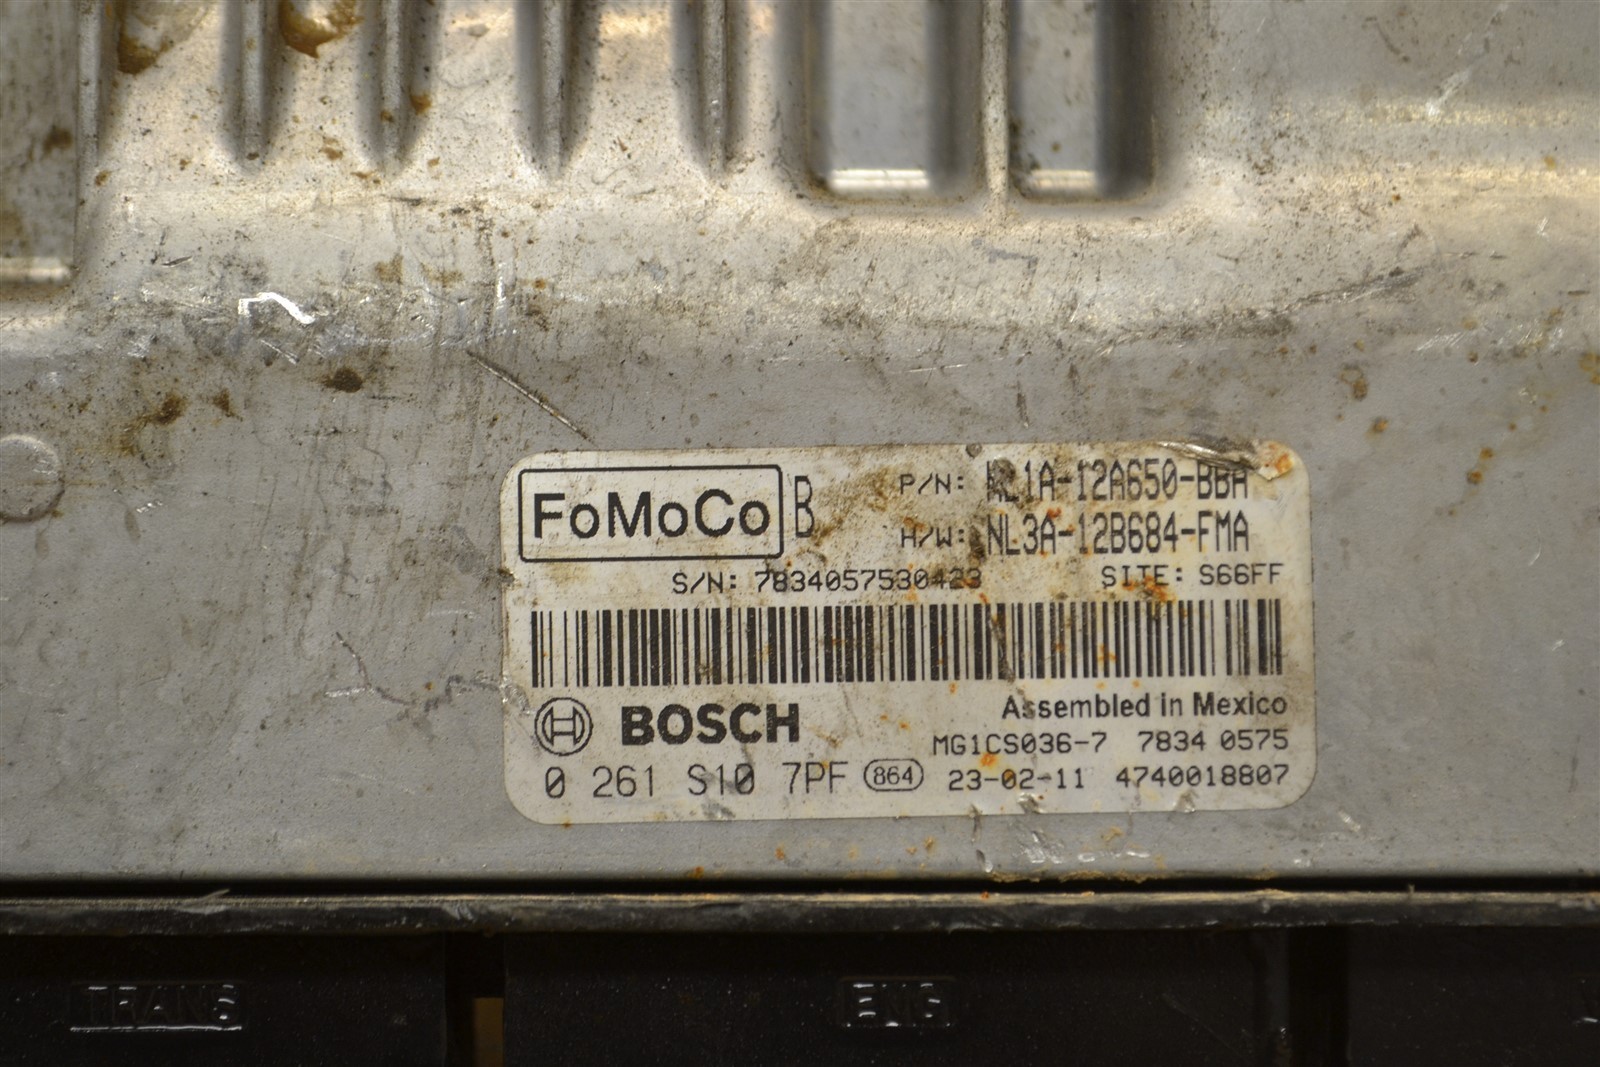 FoMoCo B P/N: KL1A-12A650-BBA
H/W: NL3A-12B684-FMA
S/N: 7834057530423 SITE: S66FF
BOSCH
Assembled in Mexico
MG1CS036-7 7834 0575
0 261 S10 7PF 864 23-02-11 4740018807
TRANS ENG